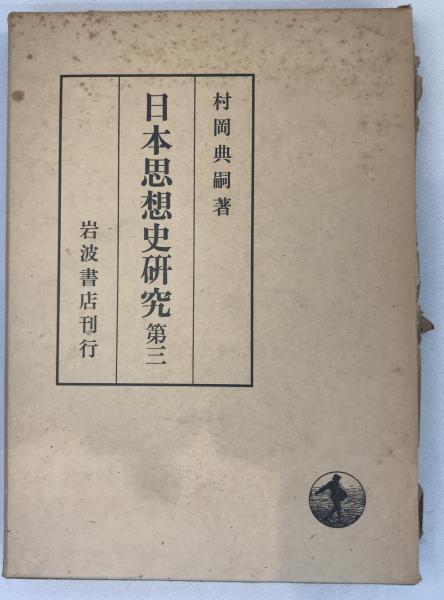 村岡典嗣著
日本思想史研究 第三
岩波書店刊行